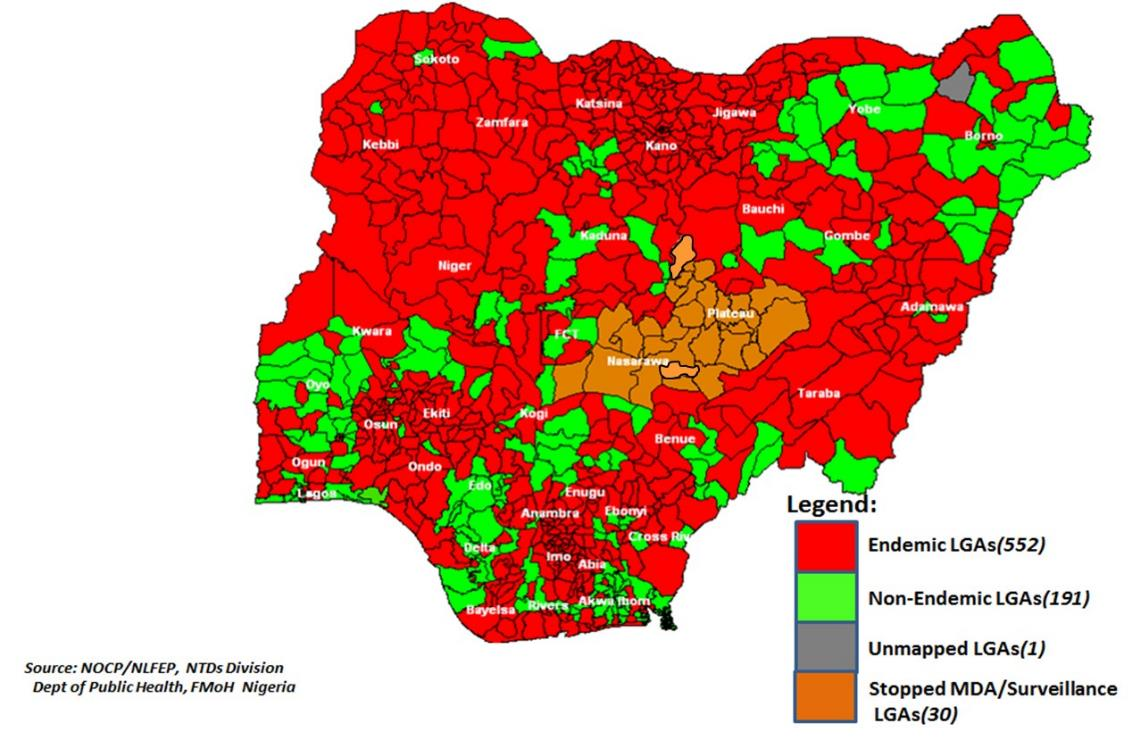 Sokoto
Katsina
Zamfara
Jigawa
Yobe
Kebbi
Kano
Borno
Bauchi
Kaduna
Gombe
Niger
Adamawa
Plateau
Kwara
FCT
Nasarawa
Oyo
Taraba
Ekiti
Kogi
Osun
Benue
Ogun
Ondo
Edo
Lagos
Enugu
Anambra
Ebonyi
Cross Riv
Delta
Imo
Abia
Akwa Ibom
Bayelsa
Rivers
Legend:
Endemic LGAs(552)
Non-Endemic LGAs(191)
Unmapped LGAs(1)
Stopped MDA/Surveillance
LGAs(30)
Source: NOCP/NLFEP, NTDs Division
Dept of Public Health, FMoH Nigeria